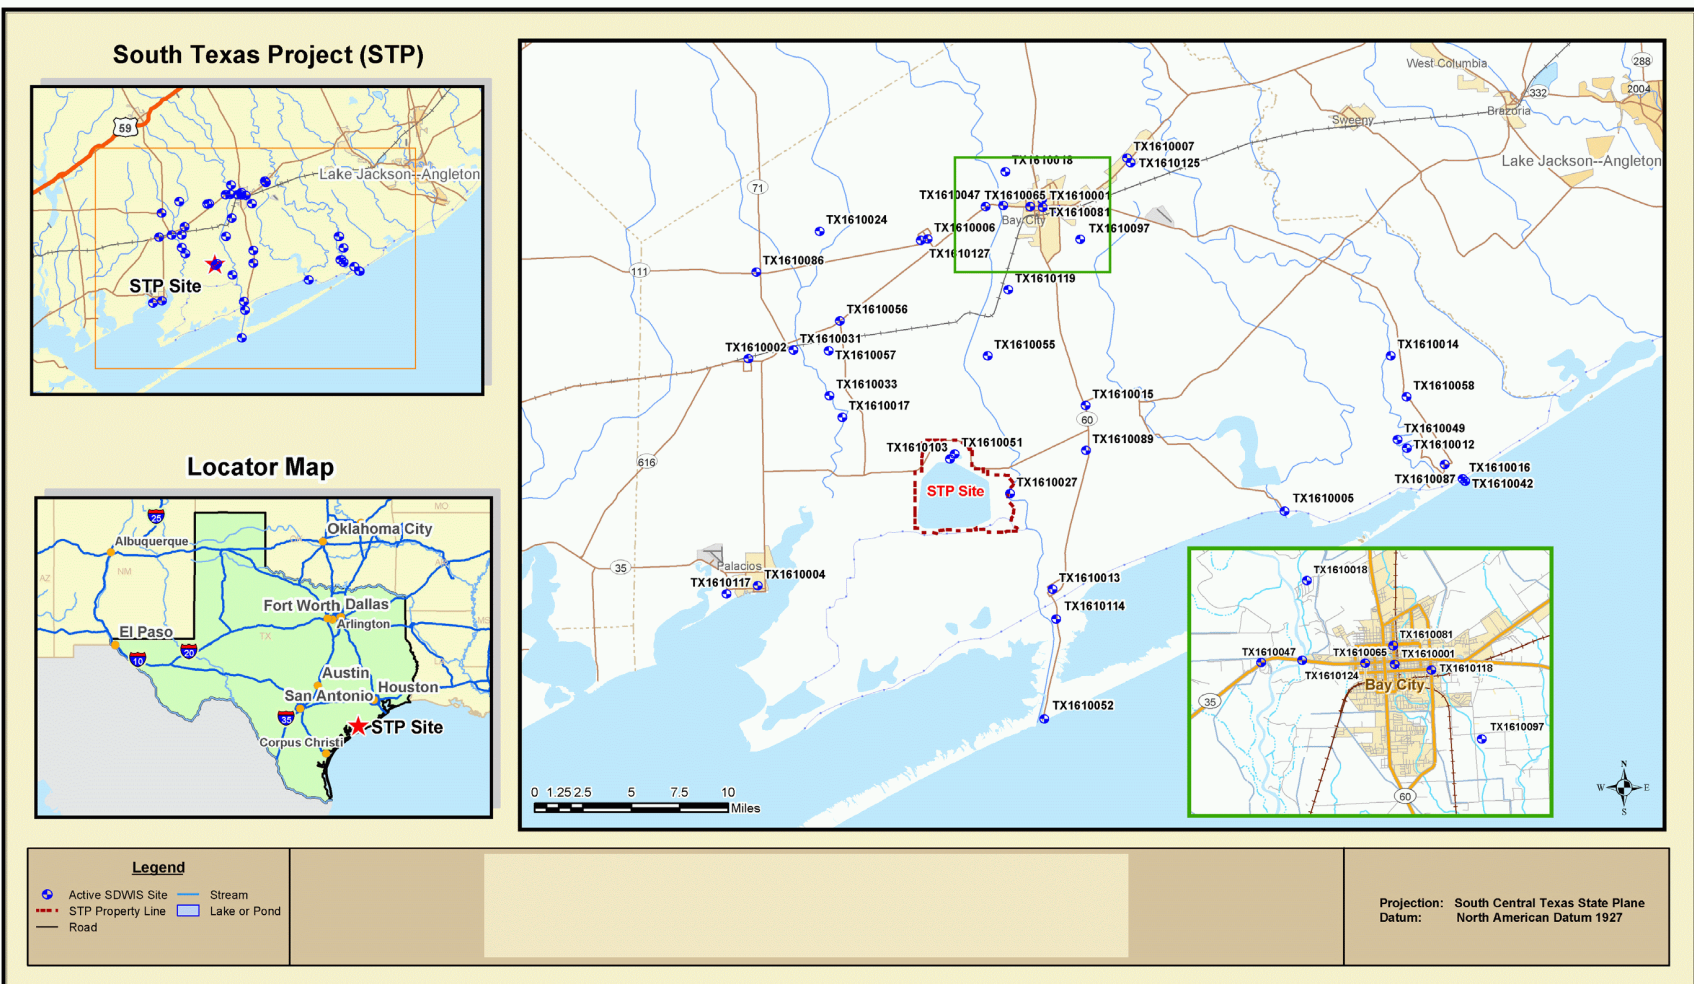 South Texas Project (STP)
59
Lake Jackson--Angleton
STP Site
Locator Map
25
MO
Oklahoma City
Albuquerque
AZ
NM
Fort Worth
Dallas
Arlington
MS
El Paso
TX
10
20
Austin
San Antonio
Houston
35
STP Site
Corpus Christi
West Columbia
288
2004
332
Brazoria
Sweeny
Lake Jackson--Angleton
TX1610007
TX1610125
TX1610018
71
TX1610047
TX1610065
TX1610001
TX1610081
Bay City
TX1610024
TX1610006
TX1610097
TX1610127
TX1610086
111
TX1610119
TX1610056
TX1610031
TX1610002
TX1610057
TX1610055
TX1610014
TX1610033
TX1610058
TX1610015
TX1610017
60
TX1610049
TX1610089
TX1610051
TX1610103
TX1610012
616
TX1610016
TX1610087
TX1610042
TX1610027
STP Site
TX1610005
35
Palacios
TX1610004
TX1610117
TX1610013
TX1610114
TX1610052
0 1.25 2.5 5 7.5 10
Miles
TX1610018
TX1610081
TX1610047
TX1610065
TX1610001
TX1610118
TX1610124
Bay City
35
TX1610097
60
N
W E
S
Legend
Active SDWIS Site
Stream
STP Property Line
Lake or Pond
Road
Projection: South Central Texas State Plane
Datum: North American Datum 1927